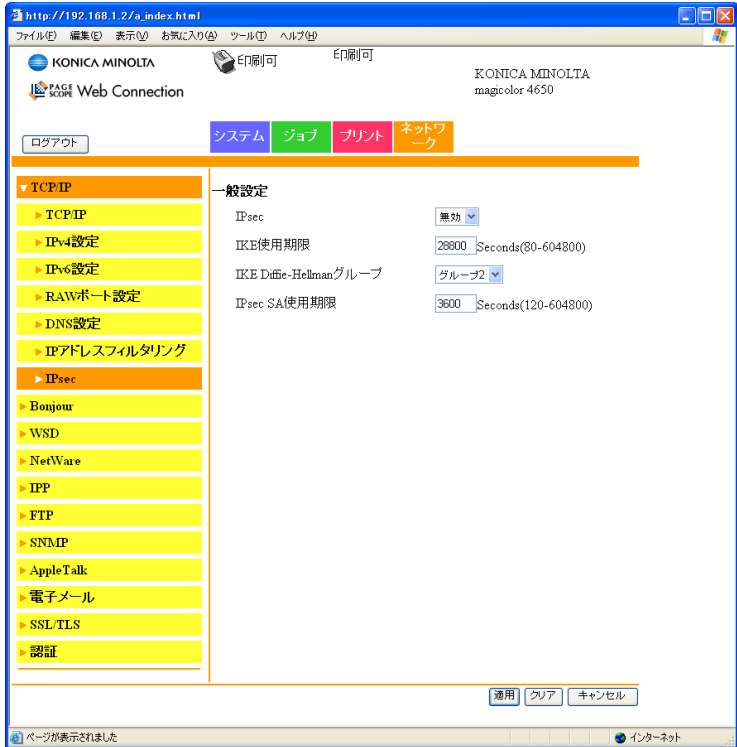 http://192.168.1.2/a_index.html
ファイル(F) 編集(E) 表示(V) お気に入り(A) ツール(T) ヘルプ(H)
KONICA MINOLTA
印刷可
印刷可
PAGE SCOPE Web Connection
KONICA MINOLTA
magicolor 4650
ログアウト
システム
ジョブ
プリント
ネットワ
ーク
TCP/IP
TCP/IP
IPv4設定
IPv6設定
RAWポート設定
DNS設定
IPアドレスフィルタリング
IPsec
Bonjour
WSD
NetWare
IPP
FTP
SNMP
AppleTalk
電子メール
SSL/TLS
認証
一般設定
IPsec 無効
IKE使用期限 28800 Seconds(80-604800)
IKE Diffie-Hellmanグループ グループ2
IPsec SA使用期限 3600 Seconds(120-604800)
適用 クリア キャンセル
ページが表示されました インターネット